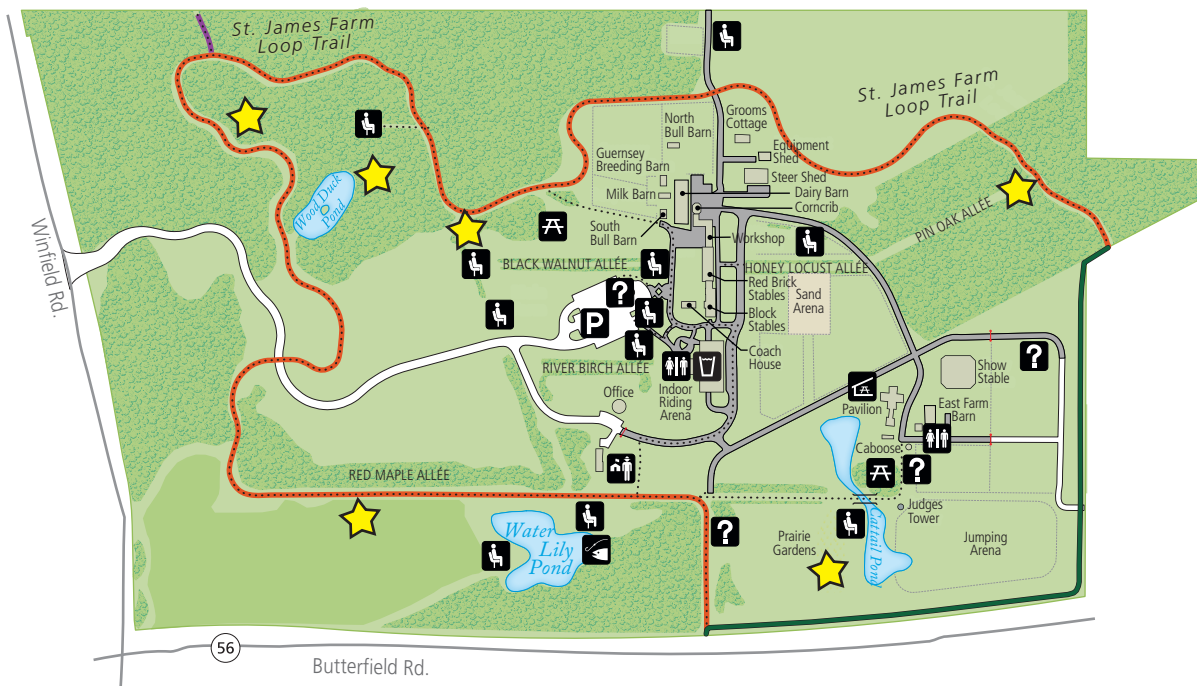 St. James Farm
Loop Trail
St. James Farm
Loop Trail
North
Bull Barn
Grooms
Cottage
Equipment
Shed
Guernsey
Breeding Barn
Steer Shed
Milk Barn
Dairy Barn
Corncrib
Wood Duck
Pond
South
Bull Barn
Workshop
PIN OAK ALLÉE
Winfield Rd.
BLACK WALNUT ALLÉE
HONEY LOCUST ALLÉE
Red Brick
Stables
Sand
Arena
?
P
Block
Stables
Coach
House
?
RIVER BIRCH ALLÉE
Indoor
Riding
Arena
Show
Stable
Office
Pavilion
East Farm
Barn
Caboose
?
RED MAPLE ALLÉE
Judges
Tower
Water
Lily
Pond
?
Prairie
Gardens
Cattail Pond
Jumping
Arena
56
Butterfield Rd.